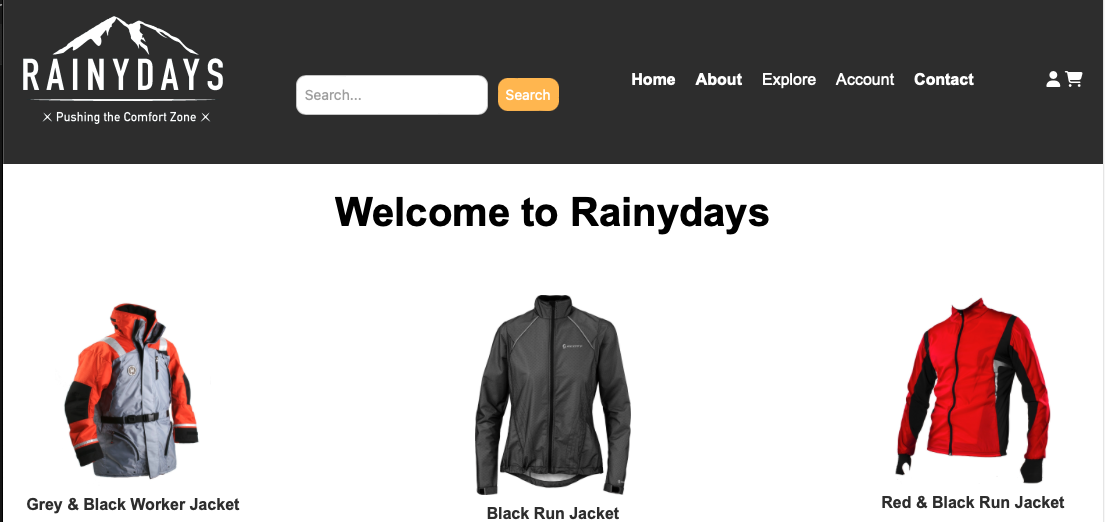 RAINYDAYS
Pushing the Comfort Zone
Search...
Search
Home About Explore Account Contact
Welcome to Rainydays
Grey & Black Worker Jacket
Black Run Jacket
Red & Black Run Jacket